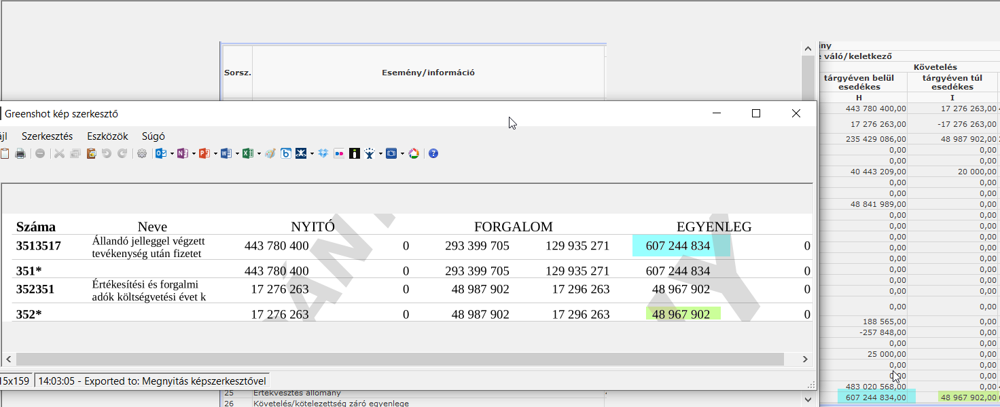 Sorsz.
Esemény/információ
ny
e váló/keletkező
Követelés
tárgyéven belül esedékes
tárgyéven túl esedékes
H I
443 780 400,00 17 276 263,00
17 276 263,00 -17 276 263,00
235 429 086,00 48 987 902,00
0,00 0,00
0,00 0,00
40 443 209,00 20 000,00
0,00 0,00
0,00 0,00
48 841 989,00 0,00
0,00 0,00
0,00 0,00
0,00 0,00
0,00 0,00
0,00 0,00
0,00 0,00
0,00 0,00
0,00 0,00
0,00 0,00
188 565,00 0,00
-257 848,00 0,00
0,00 0,00
25 000,00 0,00
0,00 0,00
0,00
483 020 568,00 0,00
607 244 834,00 48 967 902,00
Greenshot kép szerkesztő
ájl Szerkesztés Eszközök Súgó
Száma Neve NYITÓ FORGALOM EGYENLEG
3513517 Állandó jelleggel végzett tevékenység után fizetet 443 780 400 0 293 399 705 129 935 271 607 244 834 0
351* 443 780 400 0 293 399 705 129 935 271 607 244 834 0
352351 Értékesítési és forgalmi adók költségvetési évet k 17 276 263 0 48 987 902 17 296 263 48 967 902 0
352* 17 276 263 0 48 987 902 17 296 263 48 967 902 0
15x159 14:03:05 - Exported to: Megnyitás képszerkesztővel
25 Értékvesztés állomány
26 Követelés/kötelezettség záró egyenlege